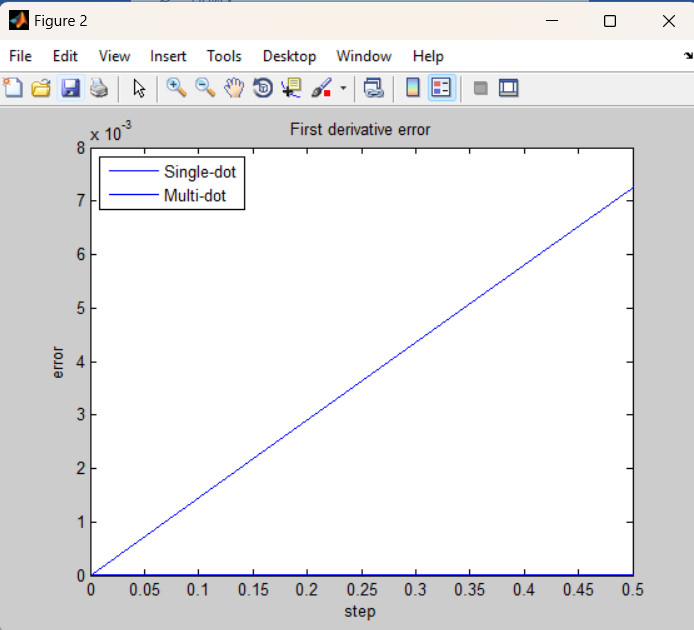 Figure 2
File Edit View Insert Tools Desktop Window Help
First derivative error
x 10^-3
Single-dot
Multi-dot
8
7
6
5
4
3
2
1
0
error
0 0.05 0.1 0.15 0.2 0.25 0.3 0.35 0.4 0.45 0.5
step